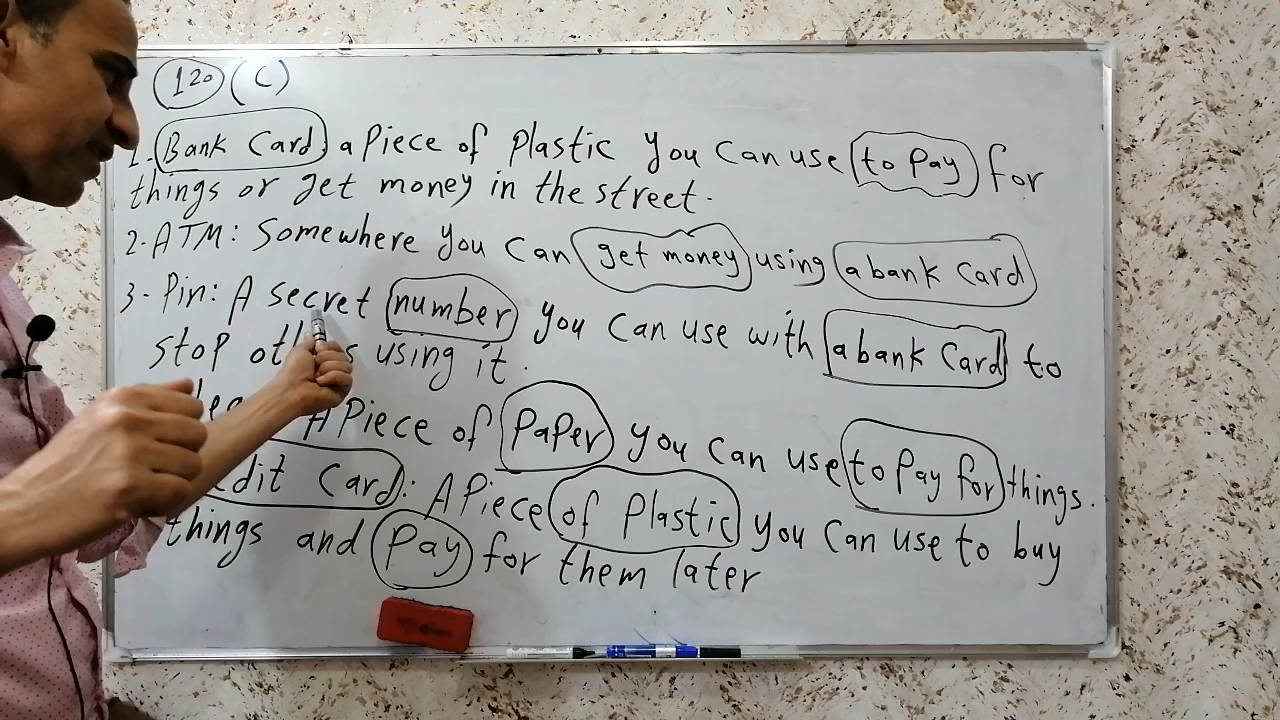 120 (C)
1. Bank Card: a Piece of Plastic you can use to Pay for
things or get money in the street.
2- ATM: Somewhere you can get money using a bank Card
3- Pin: A secret number you can use with a bank Card to
stop using it.
A Piece of PaPer you can use to Pay for things.
Card: A Piece of Plastic you can use to buy
things and Pay for them later